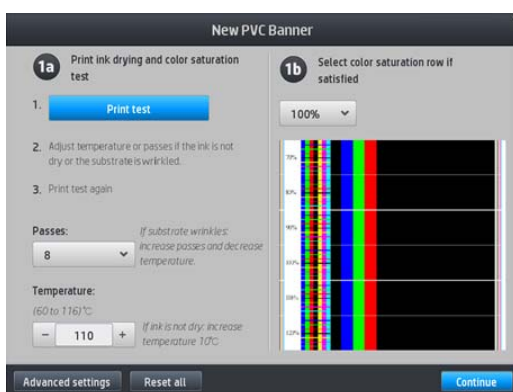 New PVC Banner
1a
Print ink drying and color saturation
test
1.
Print test
2. Adjust temperature or passes if the ink is not
dry or the substrate is wrinkled.
3. Print test again
Passes:
8
If substrate wrinkles:
increase passes and decrease
temperature.
Temperature:
(60 to 116)°C
- 110 +
If ink is not dry: increase
temperature 10°C
1b
Select color saturation row if
satisfied
100%
70%
90%
Advanced settings
Reset all
Continue